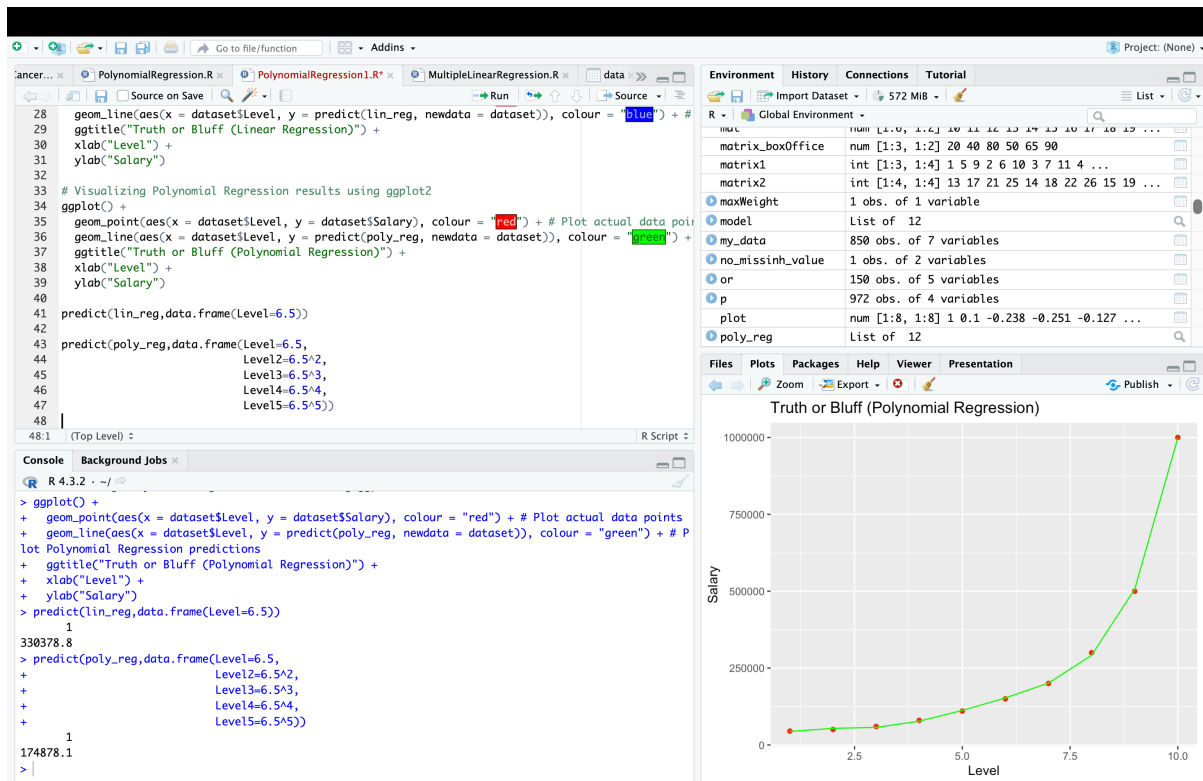 Go to file/function
Addins
Project: (None)
PolynomialRegression.R
PolynomialRegression1.R*
MultipleLinearRegression.R
data
Source on Save
Run
Source
28 geom_line(aes(x = dataset$Level, y = predict(lin_reg, newdata = dataset)), colour = "blue") + #
29 ggtitle("Truth or Bluff (Linear Regression)") +
30 xlab("Level") +
31 ylab("Salary")
32
33 # Visualizing Polynomial Regression results using ggplot2
34 ggplot() +
35 geom_point(aes(x = dataset$Level, y = dataset$Salary), colour = "red") + # Plot actual data poin
36 geom_line(aes(x = dataset$Level, y = predict(poly_reg, newdata = dataset)), colour = "green") +
37 ggtitle("Truth or Bluff (Polynomial Regression)") +
38 xlab("Level") +
39 ylab("Salary")
40
41 predict(lin_reg,data.frame(Level=6.5))
42
43 predict(poly_reg,data.frame(Level=6.5,
44 Level2=6.5^2,
45 Level3=6.5^3,
46 Level4=6.5^4,
47 Level5=6.5^5))
48
48:1 (Top Level) R Script
Console Background Jobs
R 4.3.2 · ~/
> ggplot() +
+ geom_point(aes(x = dataset$Level, y = dataset$Salary), colour = "red") + # Plot actual data points
+ geom_line(aes(x = dataset$Level, y = predict(poly_reg, newdata = dataset)), colour = "green") + # P
lot Polynomial Regression predictions
+ ggtitle("Truth or Bluff (Polynomial Regression)") +
+ xlab("Level") +
+ ylab("Salary")
> predict(lin_reg,data.frame(Level=6.5))
1
330378.8
> predict(poly_reg,data.frame(Level=6.5,
+ Level2=6.5^2,
+ Level3=6.5^3,
+ Level4=6.5^4,
+ Level5=6.5^5))
1
174878.1
>
Environment History Connections Tutorial
Import Dataset 572 MiB List
R Global Environment
matrix_boxOffice num [1:3, 1:2] 20 40 80 50 65 90
matrix1 int [1:3, 1:4] 1 5 9 2 6 10 3 7 11 4 ...
matrix2 int [1:4, 1:4] 13 17 21 25 14 18 22 26 15 19 ...
maxWeight 1 obs. of 1 variable
model List of 12
my_data 850 obs. of 7 variables
no_missinh_value 1 obs. of 2 variables
or 150 obs. of 5 variables
p 972 obs. of 4 variables
plot num [1:8, 1:8] 1 0.1 -0.238 -0.251 -0.127 ...
poly_reg List of 12
Files Plots Packages Help Viewer Presentation
Zoom Export Publish
Truth or Bluff (Polynomial Regression)
1000000
750000
500000
250000
0
Salary
2.5 5.0 7.5 10.0
Level